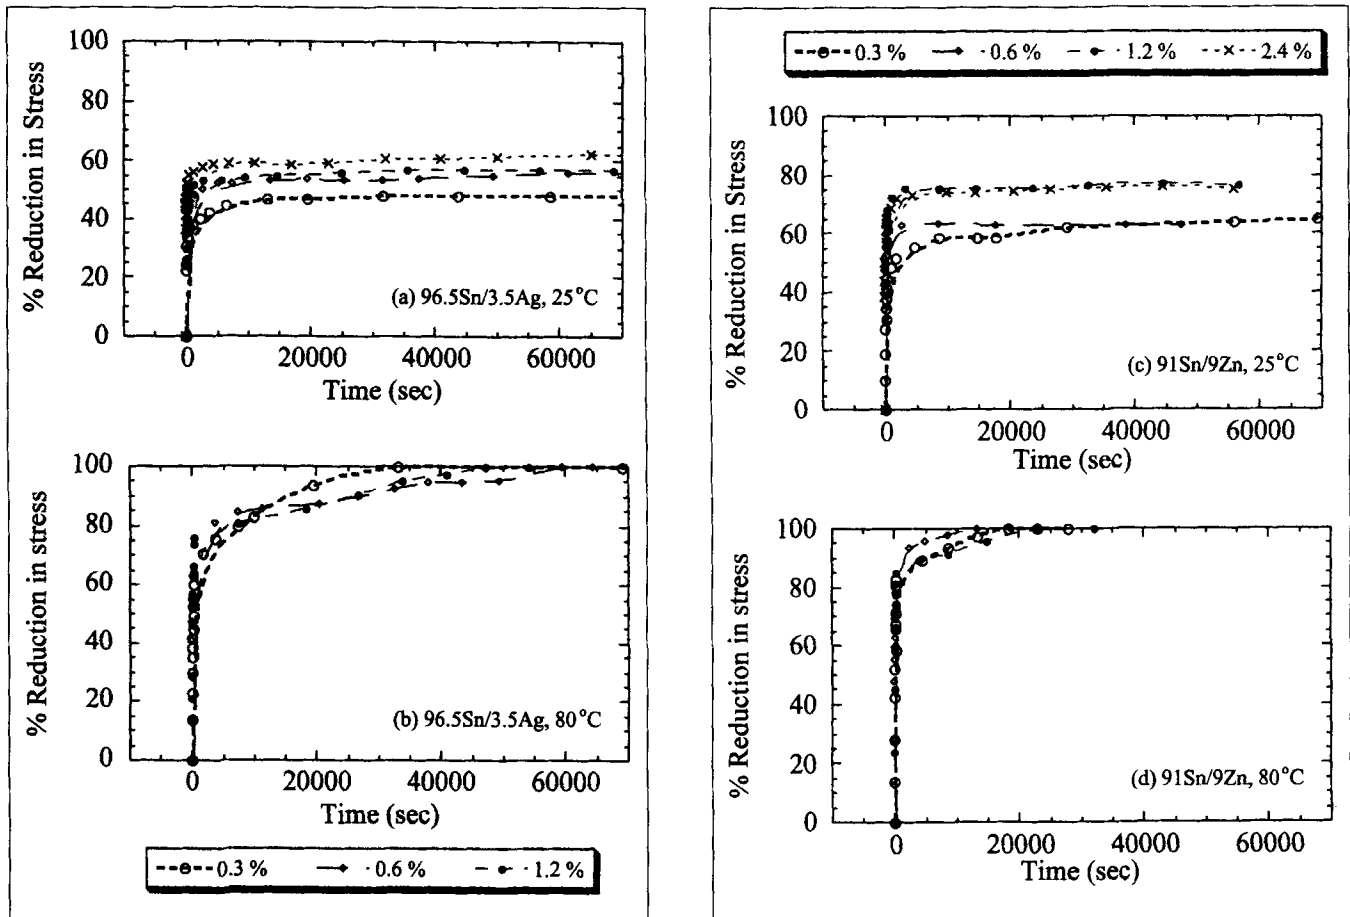 100
80
60
40
20
0
% Reduction in Stress
(a) 96.5Sn/3.5Ag, 25°C
0 20000 40000 60000
Time (sec)
100
80
60
40
20
0
% Reduction in stress
(b) 96.5Sn/3.5Ag, 80°C
0 20000 40000 60000
Time (sec)
0.3 % 0.6 % 1.2 %
0.3 % 0.6 % 1.2 % 2.4 %
100
80
60
40
20
0
% Reduction in Stress
(c) 91Sn/9Zn, 25°C
0 20000 40000 60000
Time (sec)
100
80
60
40
20
0
% Reduction in stress
(d) 91Sn/9Zn, 80°C
0 20000 40000 60000
Time (sec)